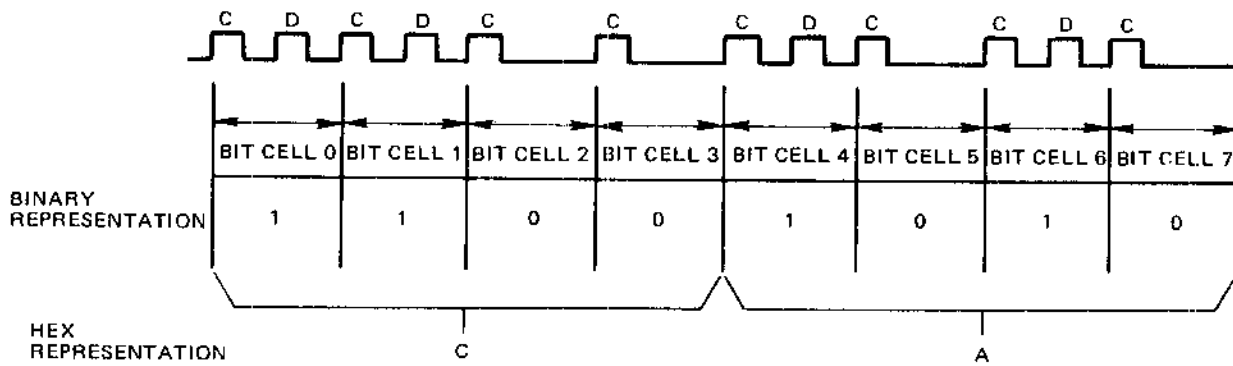 C D C D C C C D C C D C
BIT CELL 0 BIT CELL 1 BIT CELL 2 BIT CELL 3 BIT CELL 4 BIT CELL 5 BIT CELL 6 BIT CELL 7
BINARY
REPRESENTATION
1 1 0 0 1 0 1 0
HEX
REPRESENTATION
C A